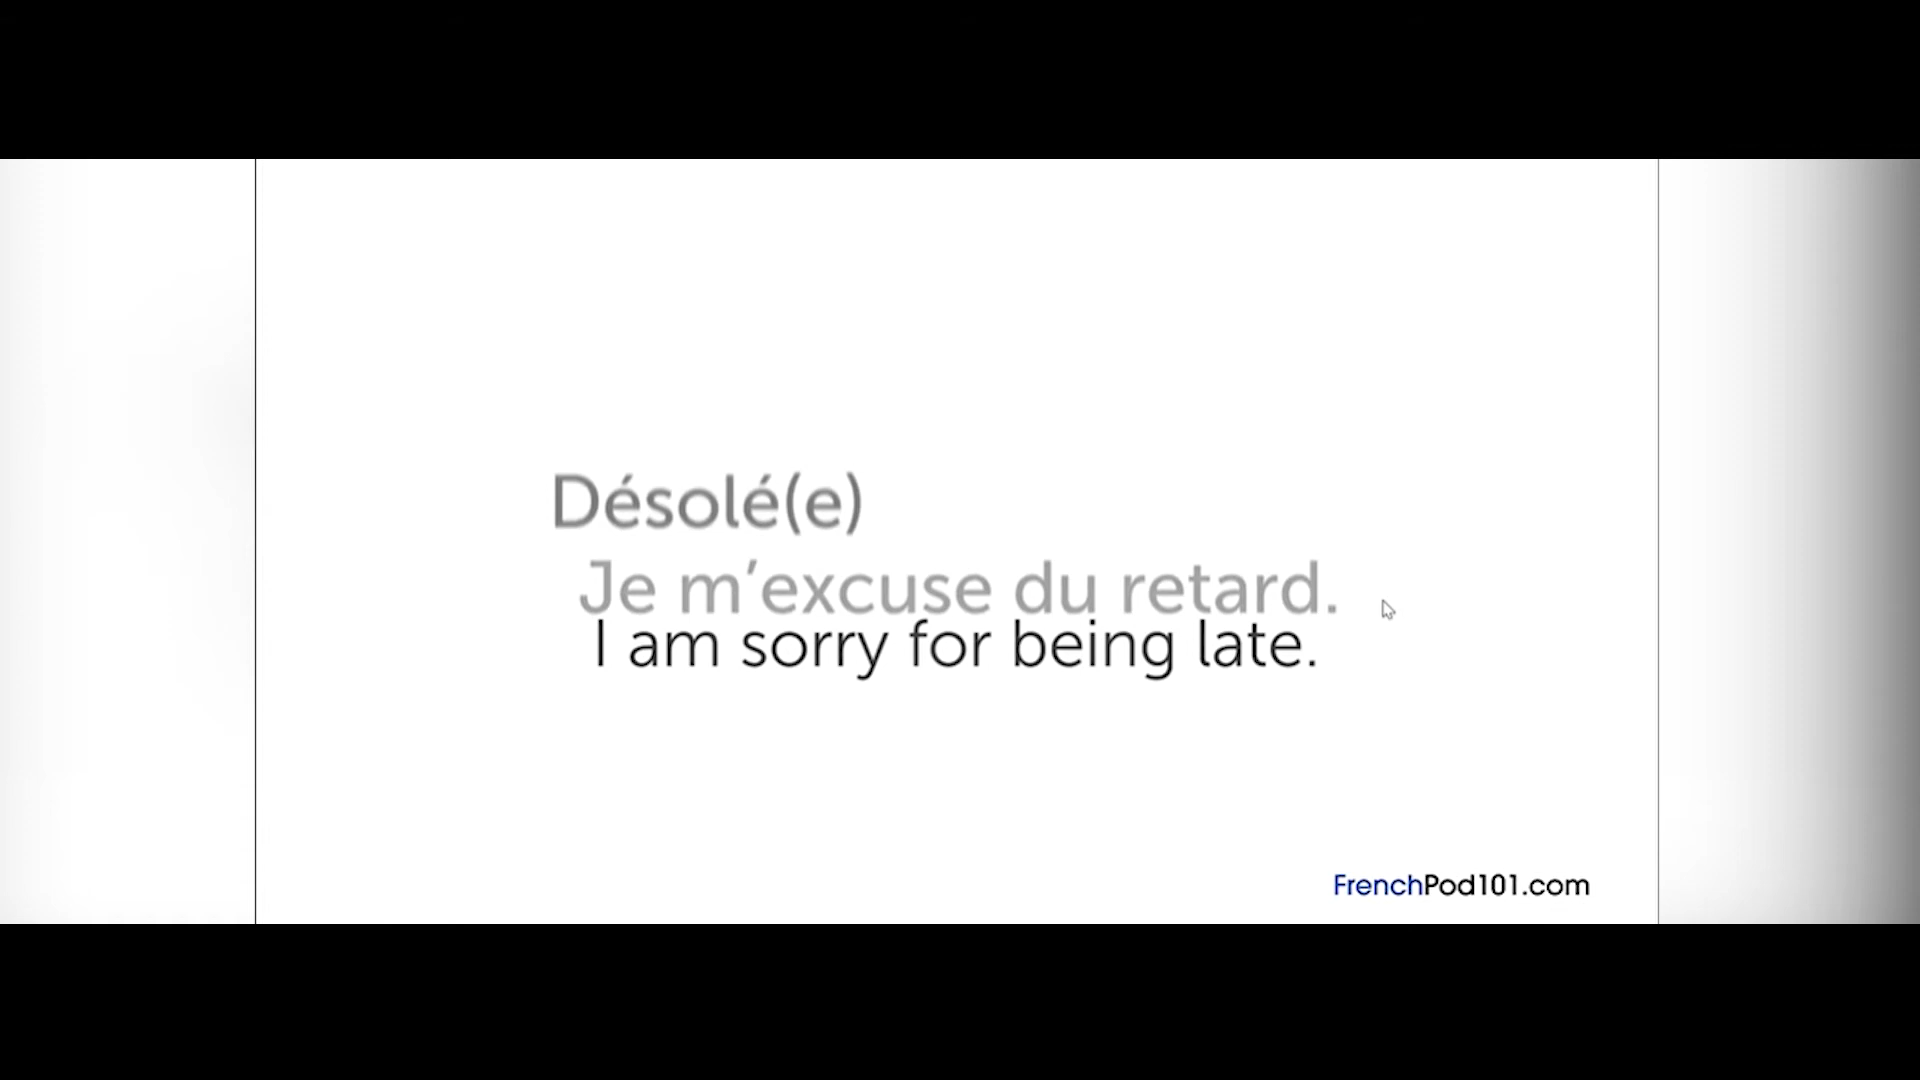 Désolé(e)
Je m’excuse du retard.
I am sorry for being late.
FrenchPod101.com